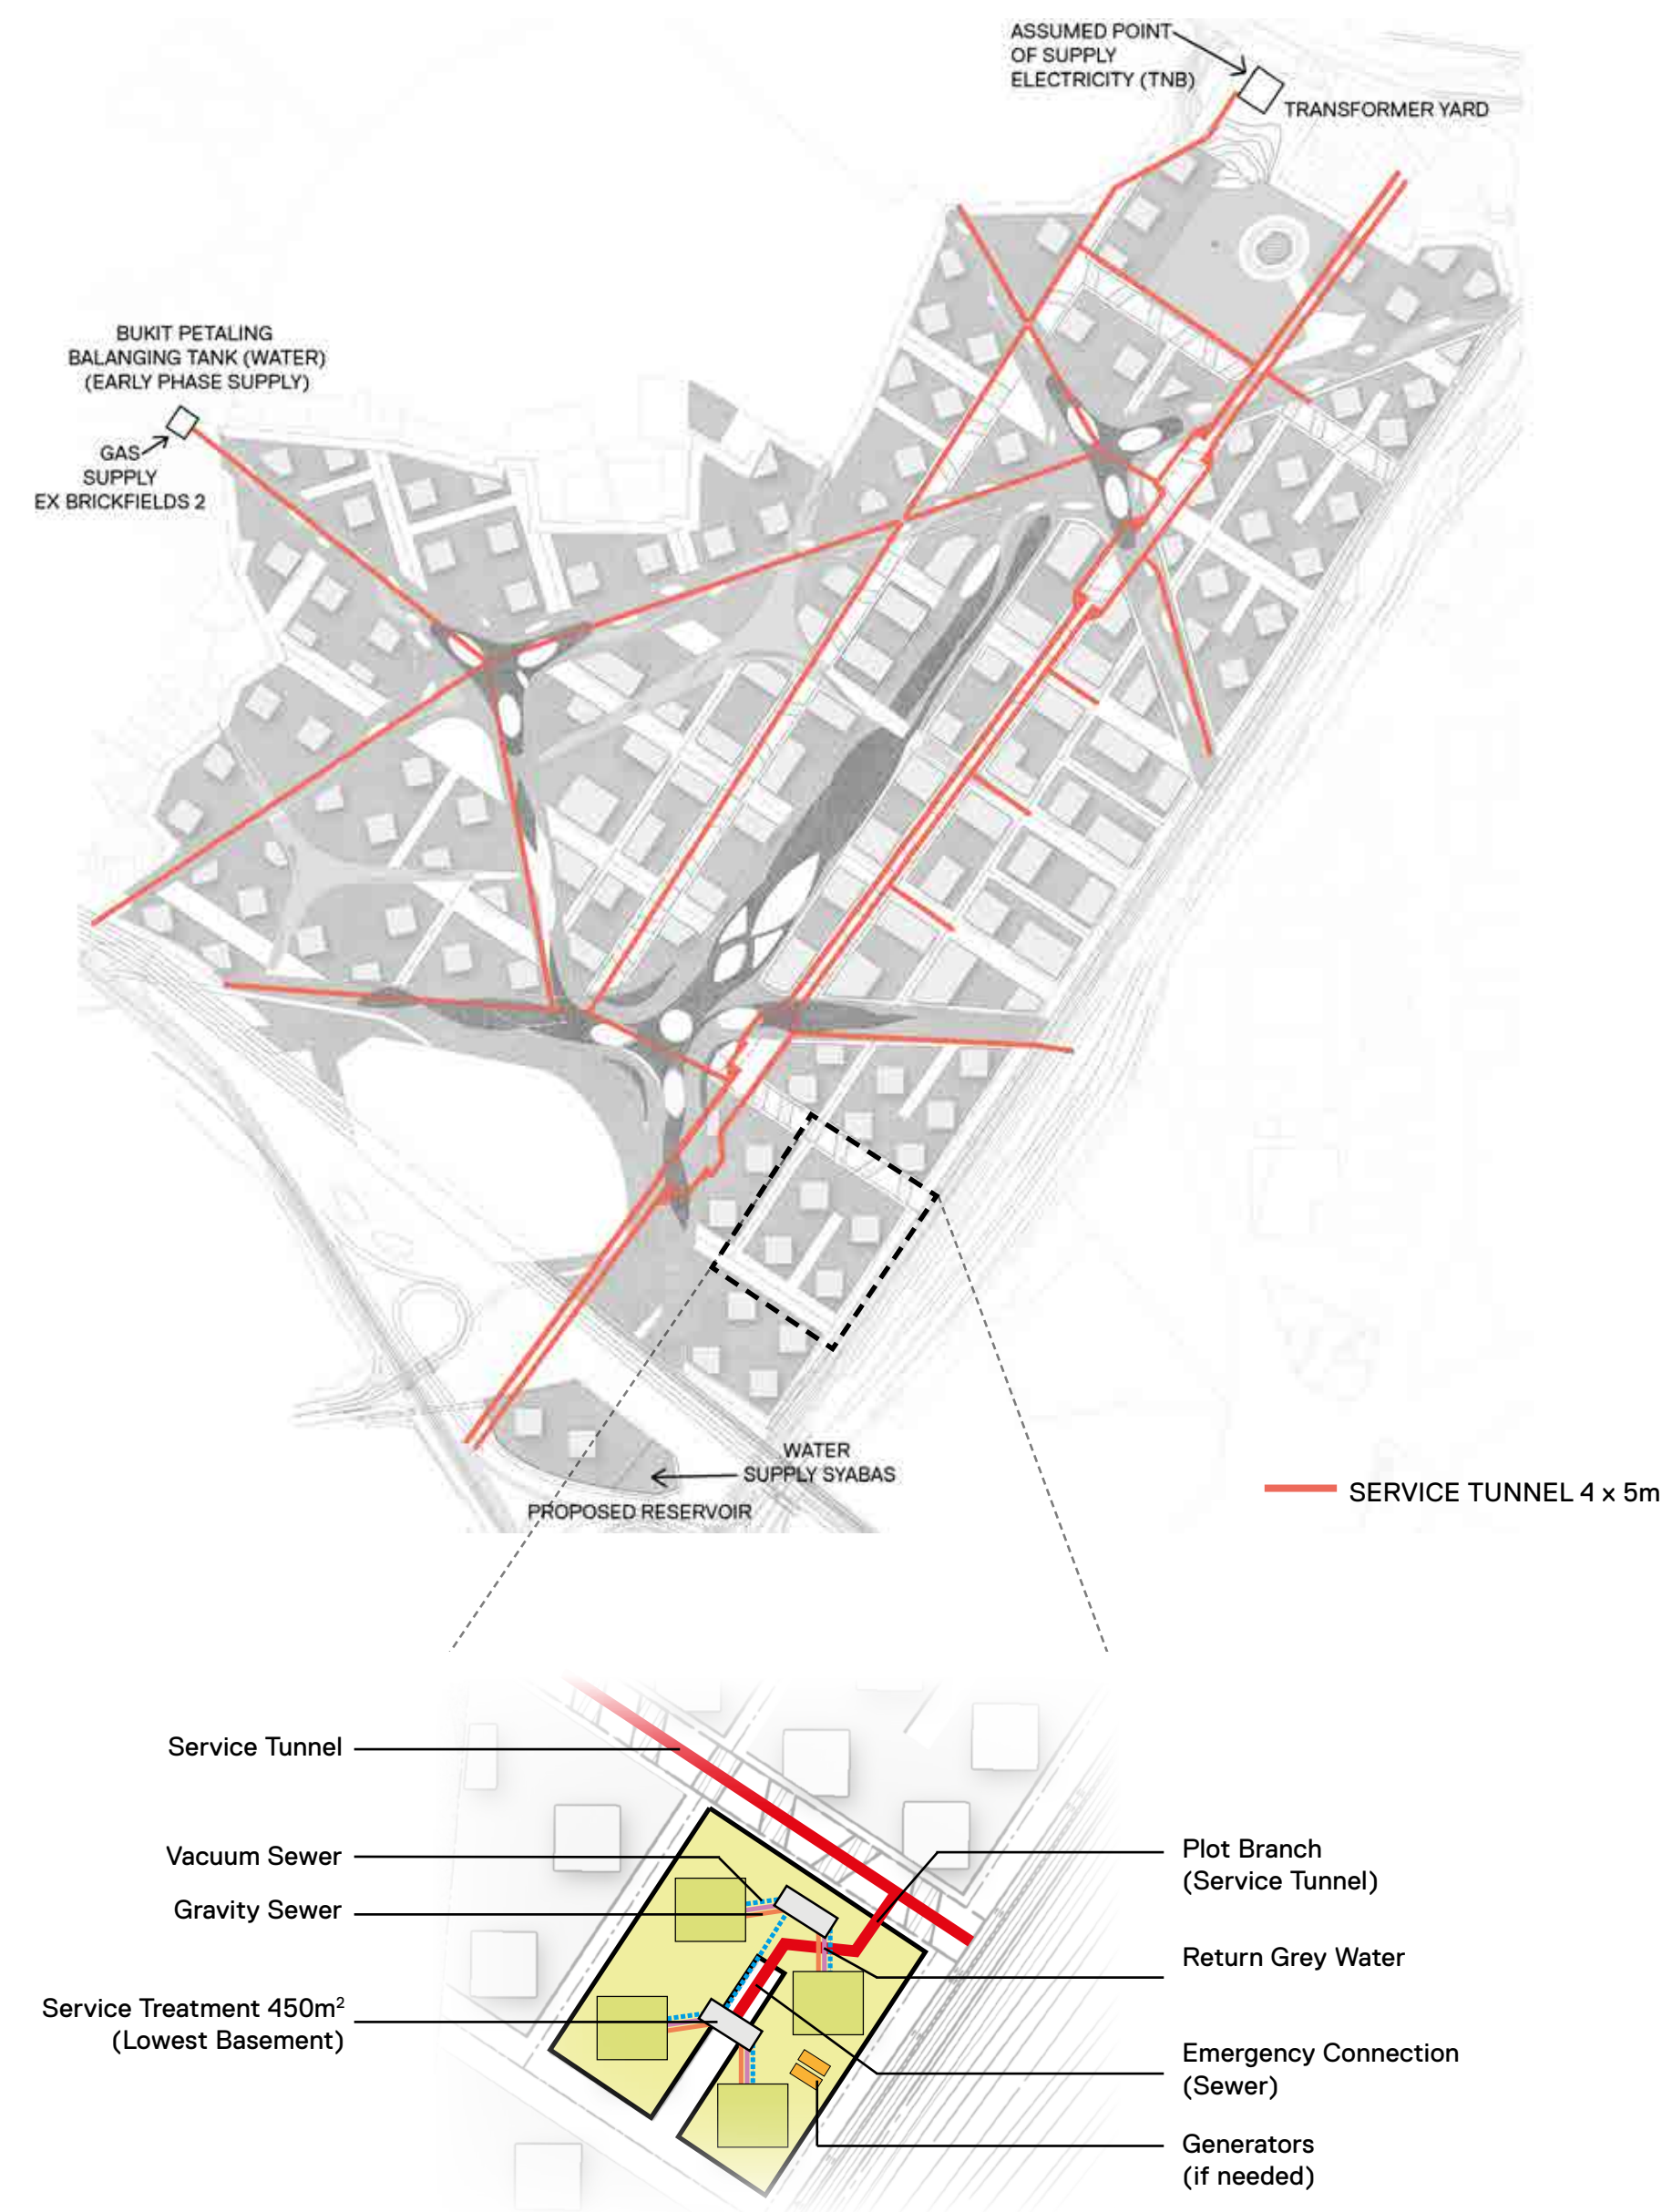 ASSUMED POINT
OF SUPPLY
ELECTRICITY (TNB)
TRANSFORMER YARD
BUKIT PETALING
BALANGING TANK (WATER)
(EARLY PHASE SUPPLY)
GAS
SUPPLY
EX BRICKFIELDS 2
WATER
SUPPLY SYABAS
PROPOSED RESERVOIR
SERVICE TUNNEL 4 x 5m
Service Tunnel
Vacuum Sewer
Gravity Sewer
Service Treatment 450m²
(Lowest Basement)
Plot Branch
(Service Tunnel)
Return Grey Water
Emergency Connection
(Sewer)
Generators
(if needed)